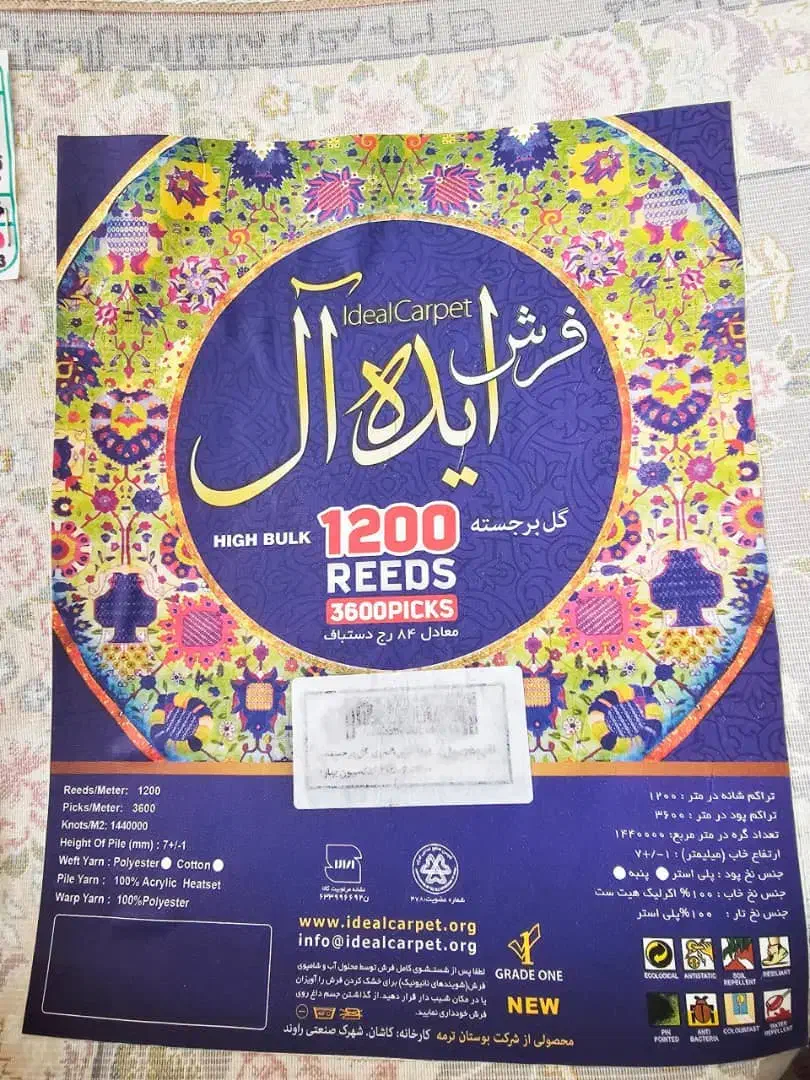 IdealCarpet
فرش
ایده آل
گل برجسته
HIGH BULK
1200
REEDS
3600PICKS
معادل ۸۴ رج دستباف
Reeds/Meter: 1200
Picks/Meter: 3600
Knots/M2: 1440000
Height Of Pile (mm) : 7+/-1
Weft Yarn : Polyester Cotton
Pile Yarn : 100% Acrylic Heatset
Warp Yarn : 100%Polyester
تراکم شانه در متر : ۱۲۰۰
تراکم پود در متر : ۳۶۰۰
تعداد گره در متر مربع: ۱۴۴۰۰۰۰
ارتفاع خاب (میلیمتر) : ۱-/+۷
جنس نخ پود : پلی استر پنبه
جنس نخ خاب : ۱۰۰% اکرلیک هیت ست
جنس نخ تار : ۱۰۰%پلی استر
نشانه مرغوبیت کالا
شماره عضویت:۴۷۸
www.idealcarpet.org
info@idealcarpet.org
لطفا پس از شستشوی کامل فرش توسط محلول آب و شامپوی
فرش(شوینده‌های نانیونیک) برای خشک کردن فرش را آویزان
یا در مکان شیب دار قرار دهید. از گذاشتن جسم داغ روی
فرش خودداری نمایید.
محصولی از شرکت بوستان ترمه کارخانه: کاشان. شهرک صنعتی راوند
GRADE ONE
NEW
ECOLOGICAL
ANTISTATIC
SOIL REPELLENT
RESILIANT
ANTI BACTERIA
COLOURFAST
WATER REPELLENT